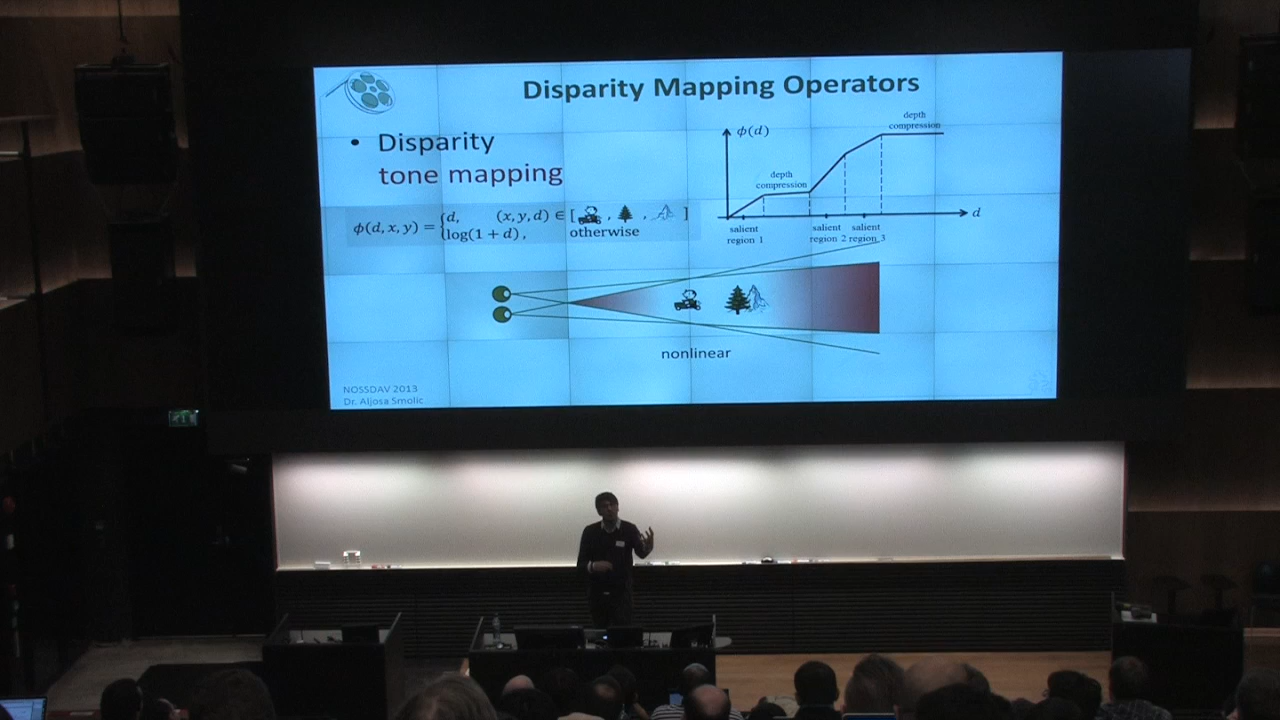 Disparity Mapping Operators
• Disparity
tone mapping
ϕ(d, x, y) = { d, (x, y, d) ∈ [ , , ]
log(1 + d), otherwise
ϕ(d)
depth
compression
depth
compression
d
salient
region 1
salient
region 2
salient
region 3
nonlinear
NOSSDAV 2013
Dr. Aljosa Smolic